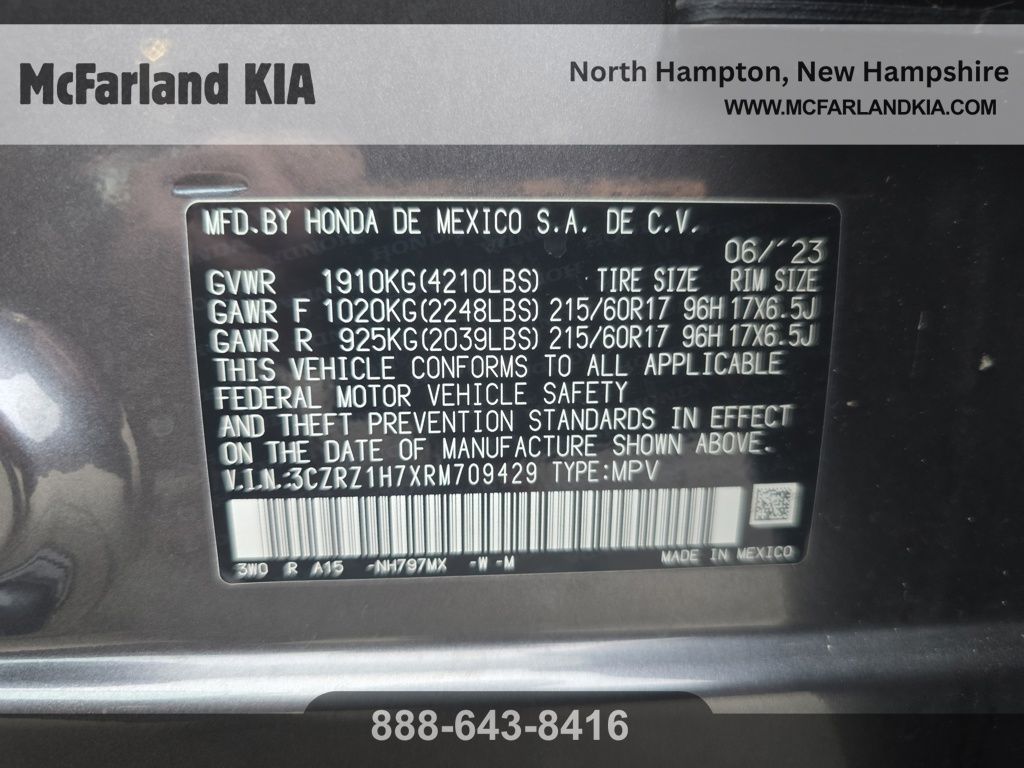 McFarland KIA
North Hampton, New Hampshire
WWW.MCFARLANDKIA.COM
MFD.BY HONDA DE MEXICO S.A. DE C.V.
06/´23
GVWR 1910KG(4210LBS) TIRE SIZE RIM SIZE
GAWR F 1020KG(2248LBS) 215/60R17 96H 17X6.5J
GAWR R 925KG(2039LBS) 215/60R17 96H 17X6.5J
THIS VEHICLE CONFORMS TO ALL APPLICABLE
FEDERAL MOTOR VEHICLE SAFETY
AND THEFT PREVENTION STANDARDS IN EFFECT
ON THE DATE OF MANUFACTURE SHOWN ABOVE.
V.I.N.:3CZRZ1H7XRM709429 TYPE:MPV
3W0 R A15 -NH797MX -W -M
MADE IN MEXICO
888-643-8416